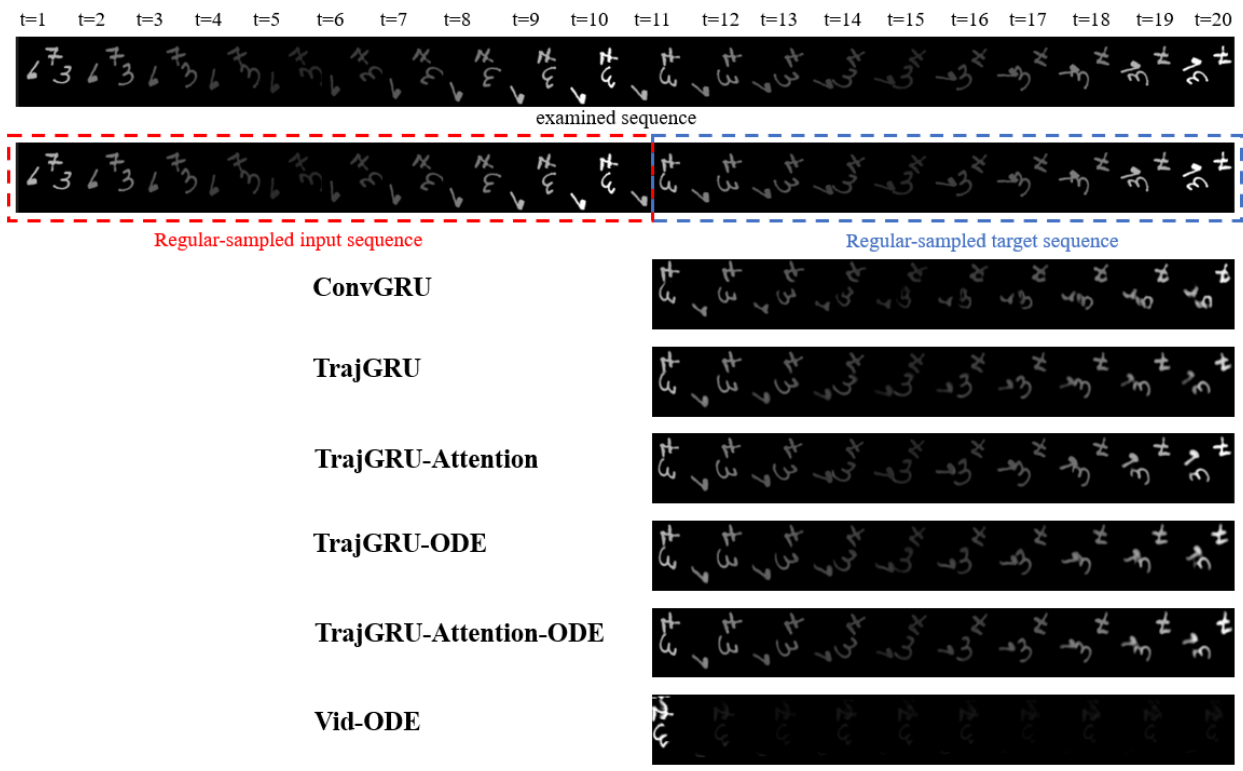 t=1 t=2 t=3 t=4 t=5 t=6 t=7 t=8 t=9 t=10 t=11 t=12 t=13 t=14 t=15 t=16 t=17 t=18 t=19 t=20
examined sequence
Regular-sampled input sequence Regular-sampled target sequence
ConvGRU
TrajGRU
TrajGRU-Attention
TrajGRU-ODE
TrajGRU-Attention-ODE
Vid-ODE